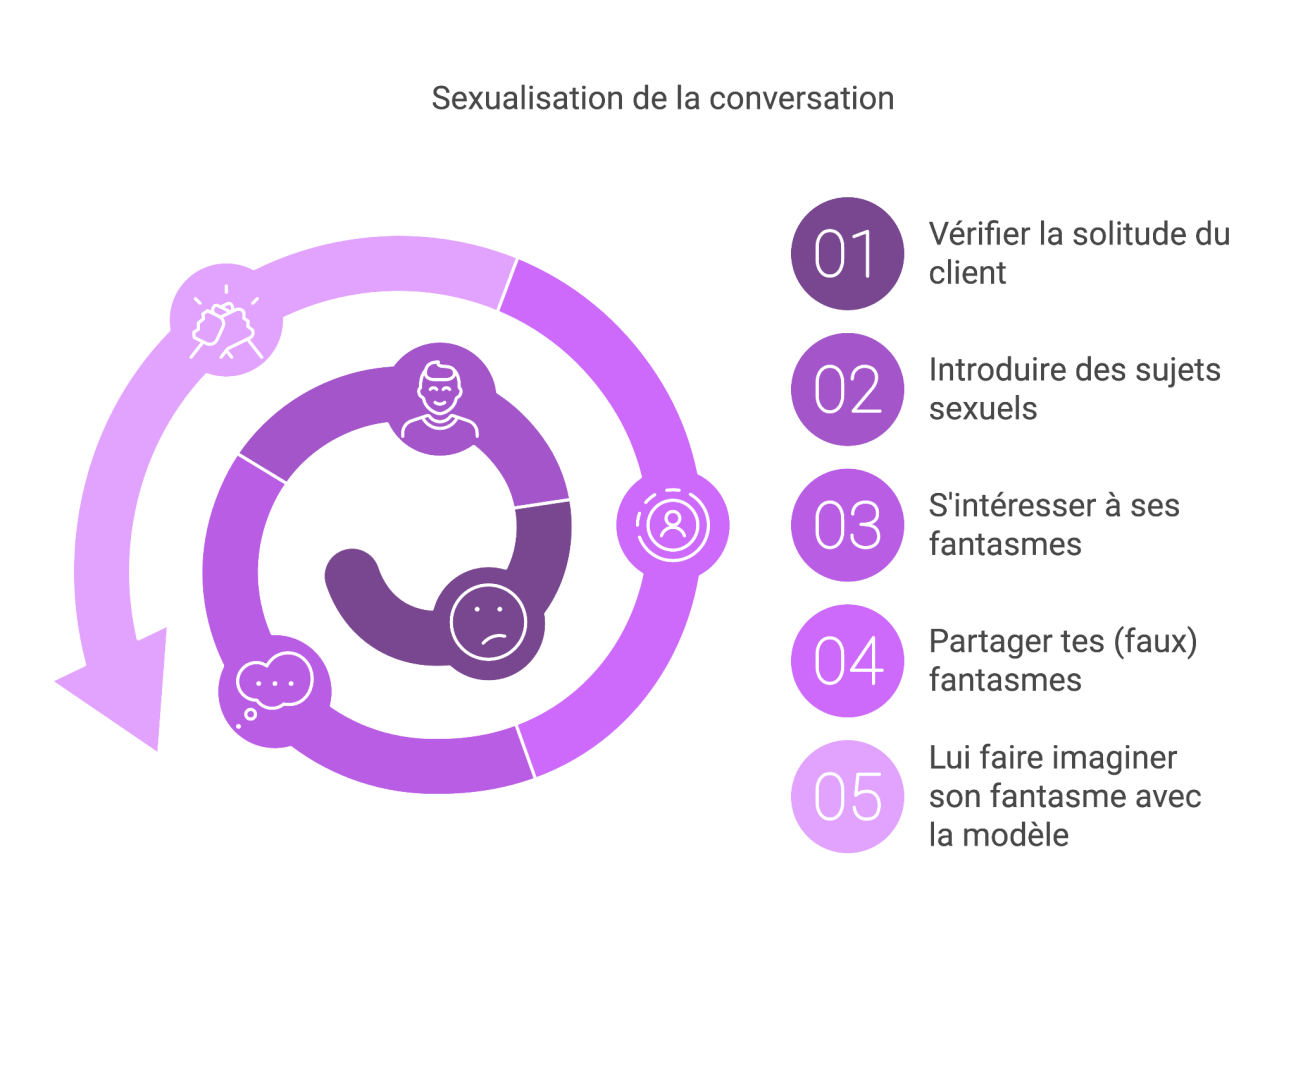 Sexualisation de la conversation
01
Vérifier la solitude du
client
02
Introduire des sujets
sexuels
03
S'intéresser à ses
fantasmes
04
Partager tes (faux)
fantasmes
05
Lui faire imaginer
son fantasme avec
la modèle